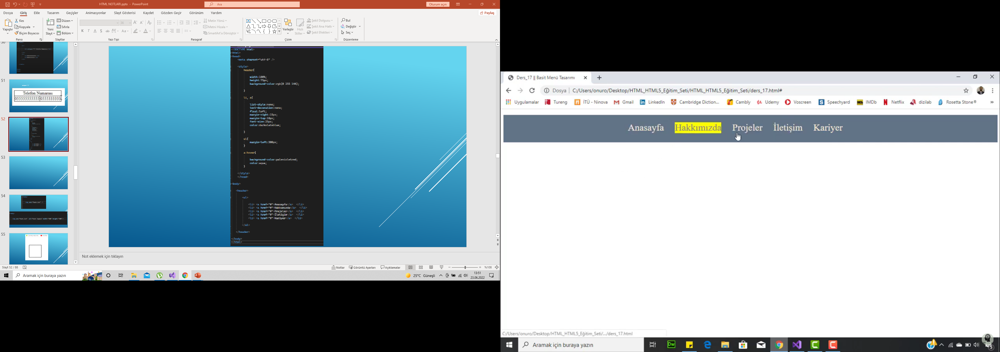 HTML NOTLARI.pptx - PowerPoint
Ara
Oturum açın
Dosya Giriş Ekle Tasarım Geçişler Animasyonlar Slayt Gösterisi Kaydet Gözden Geçir Görünüm Yardım
Paylaş
Yapıştır
Kes
Kopyala
Biçim Boyacısı
Pano
Yeni Slayt
Düzen
Sıfırla
Bölüm
Slaytlar
36
K T A S ab AV Aa
Yazı Tipi
Metin Yönü
Metni Hizala
SmartArt'a Dönüştür
Paragraf
Yerleştir
Hızlı Stiller
Şekil Dolgusu
Şekil Ana Hattı
Şekil Efektleri
Çizim
Bul
Değiştir
Seç
Düzenleme
50
51
Telefon Numarası
055555555555 0555333333
52
53
54
55
<!DOCTYPE html>
<html>
<head>
<meta charset="utf-8" />
<style>
header{
width:100%;
height:75px;
background-color:rgb(0 255 144);
}
li, a{
list-style:none;
text-decoration:none;
float:left;
margin-right:15px;
margin-top:10px;
font-size:25px;
color:darkslateblue;
}
ul{
margin-left:300px;
}
a:hover{
background-color:palevioletred;
color:aqua;
}
</style>
</head>
<body>
<header>
<ul>
<li> <a href="#">Anasayfa</a> </li>
<li> <a href="#">Hakkımızda</a> </li>
<li> <a href="#">Projeler</a> </li>
<li> <a href="#">İletişim</a> </li>
<li> <a href="#">Kariyer</a> </li>
</ul>
</header>
</body>
</html>
Not eklemek için tıklayın
Slayt 52 / 88
Notlar Görüntü Ayarları Açıklamalar %108
Aramak için buraya yazın
25°C Güneşli
13:51
23.06.2022
Ders_17 || Basit Menü Tasarımı
Dosya | C:/Users/onuro/Desktop/HTML_HTML5_Eğitim_Seti/HTML_HTML5_Eğitim_Seti/ders_17.html#
Uygulamalar Tureng İTÜ - Ninova Gmail LinkedIn Cambridge Diction... Cambly Udemy Voscreen Speechyard IMDb Netflix dizilab Rosetta Stone® »
Anasayfa Hakkımızda Projeler İletişim Kariyer
C:/Users/onuro/Desktop/HTML_HTML5_Eğitim_Seti/.../ders_17.html
Aramak için buraya yazın
Dw
5